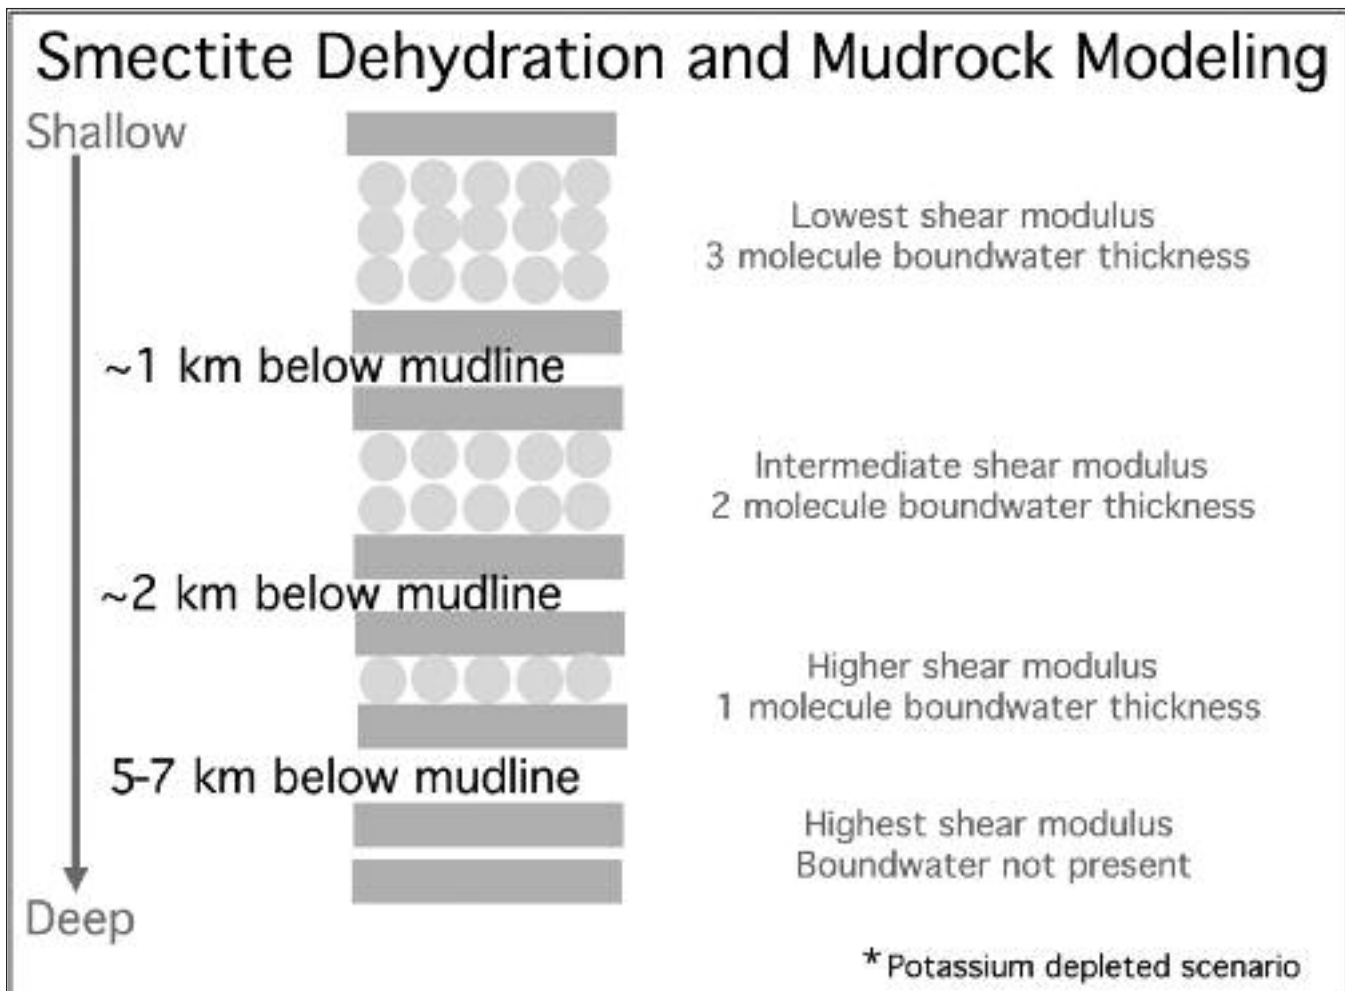 Smectite Dehydration and Mudrock Modeling
Shallow
Lowest shear modulus
3 molecule boundwater thickness
~1 km below mudline
Intermediate shear modulus
2 molecule boundwater thickness
~2 km below mudline
Higher shear modulus
1 molecule boundwater thickness
5-7 km below mudline
Highest shear modulus
Boundwater not present
Deep
* Potassium depleted scenario